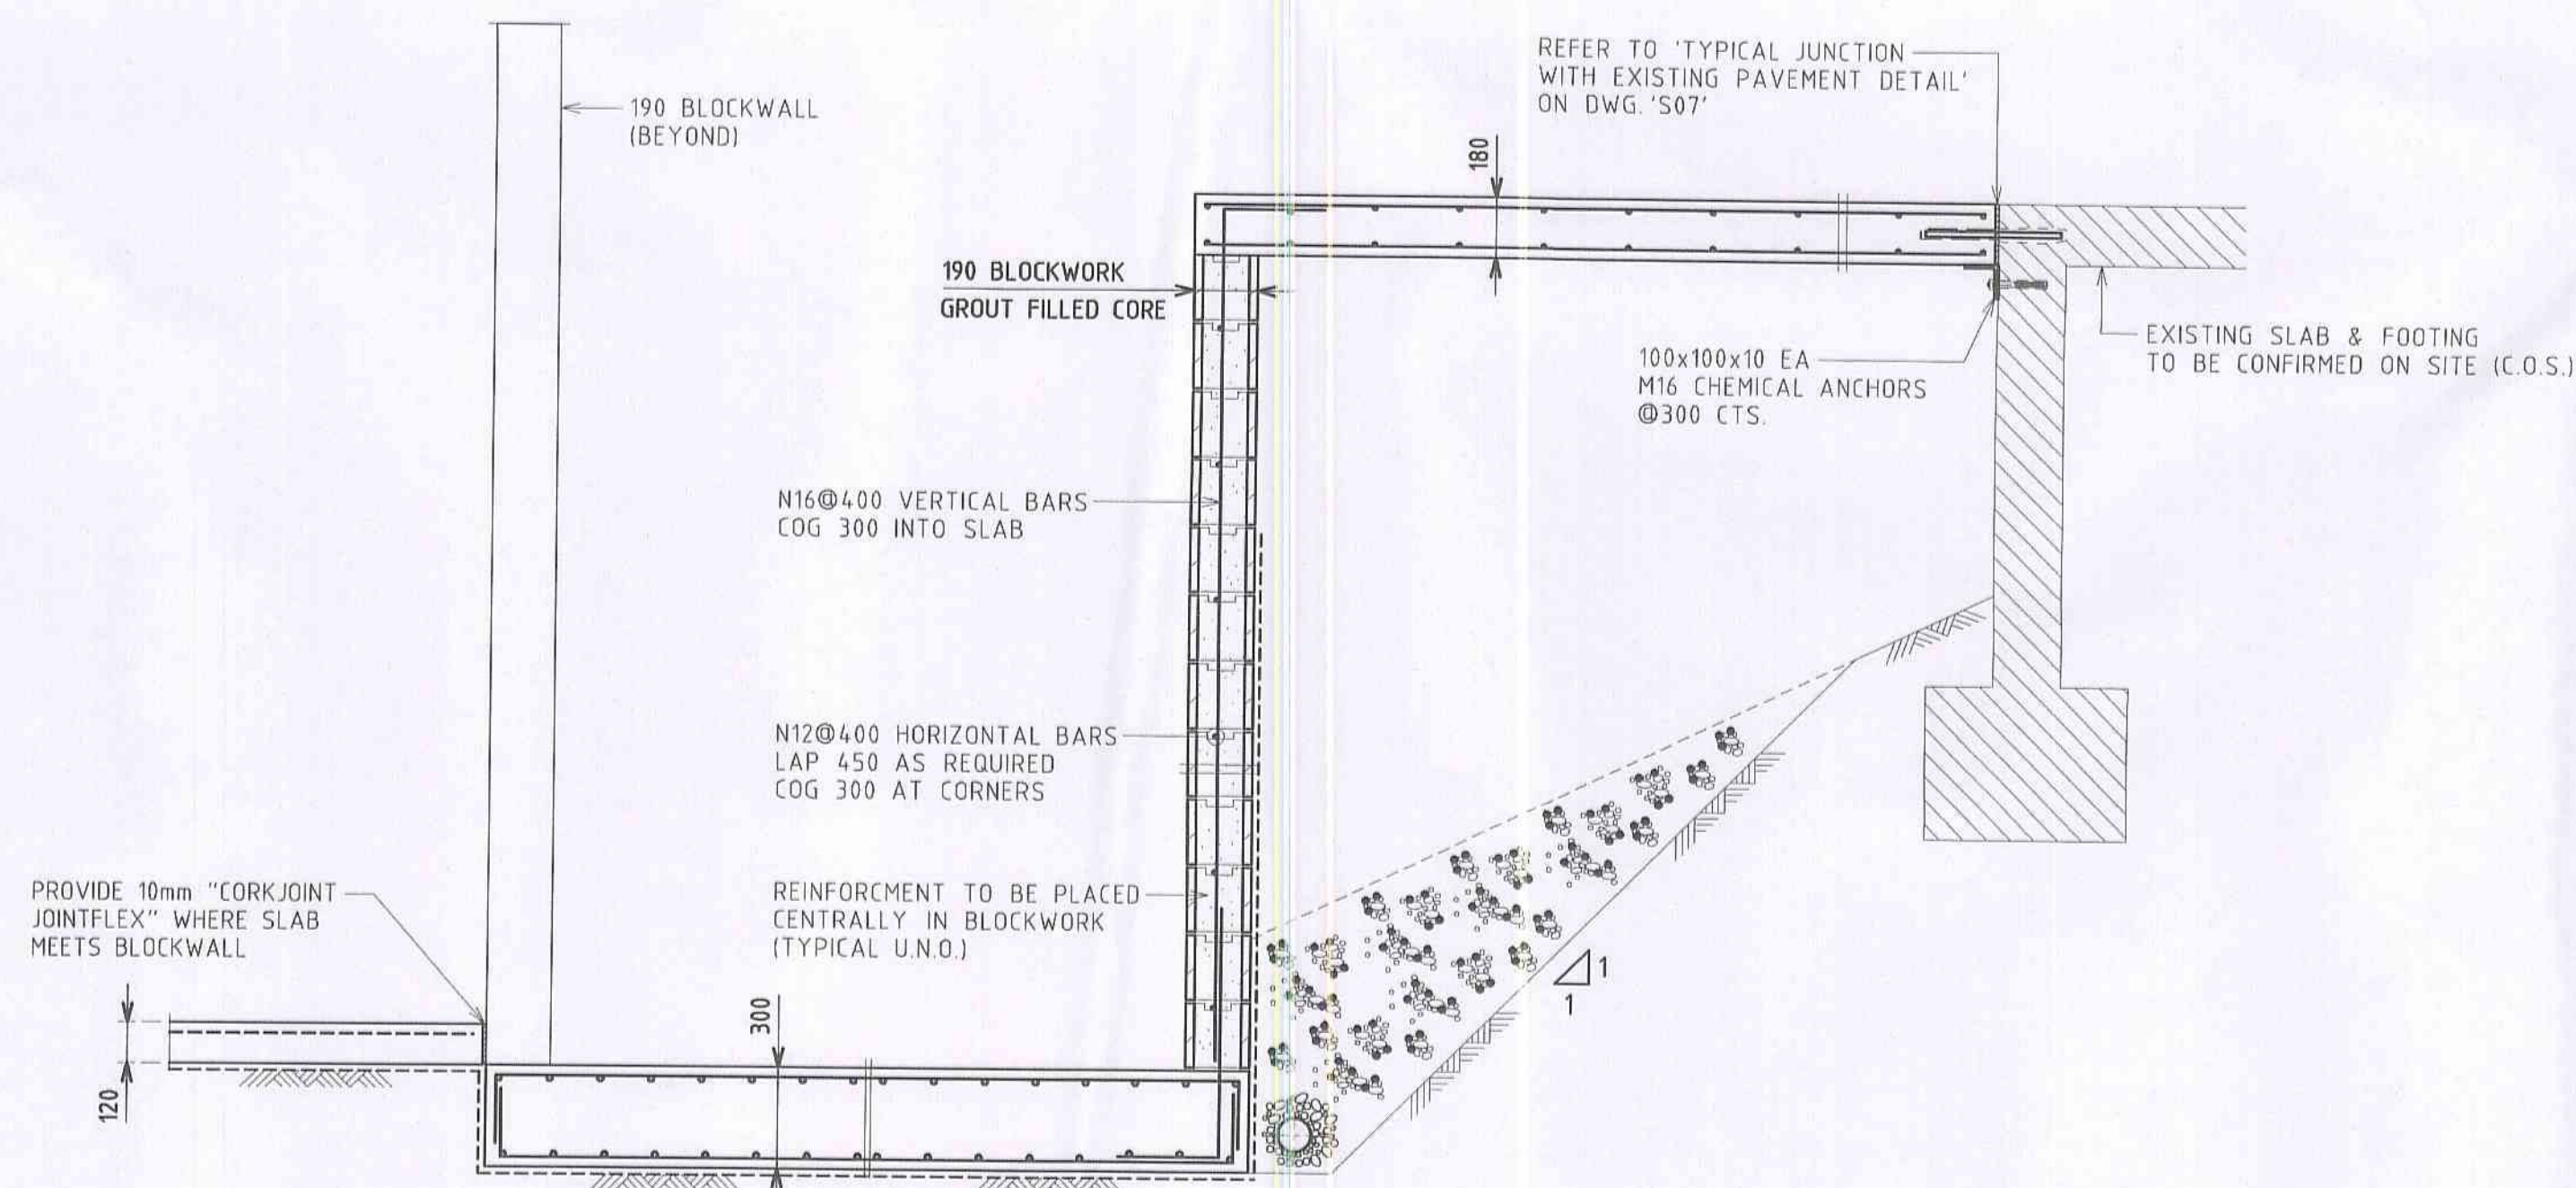 190 BLOCKWALL
(BEYOND)
REFER TO 'TYPICAL JUNCTION
WITH EXISTING PAVEMENT DETAIL'
ON DWG. 'S07'
180
190 BLOCKWORK
GROUT FILLED CORE
100x100x10 EA
M16 CHEMICAL ANCHORS
@300 CTS.
EXISTING SLAB & FOOTING
TO BE CONFIRMED ON SITE (C.O.S.)
N16@400 VERTICAL BARS
COG 300 INTO SLAB
N12@400 HORIZONTAL BARS
LAP 450 AS REQUIRED
COG 300 AT CORNERS
REINFORCMENT TO BE PLACED
CENTRALLY IN BLOCKWORK
(TYPICAL U.N.O.)
PROVIDE 10mm "CORKJOINT
JOINTFLEX" WHERE SLAB
MEETS BLOCKWALL
1
1
300
120